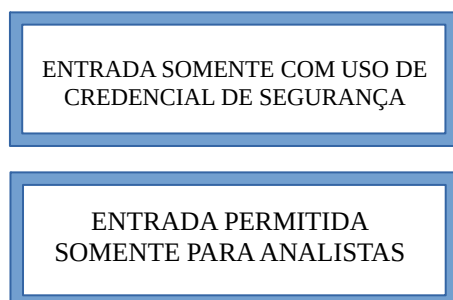 ENTRADA SOMENTE COM USO DE
CREDENCIAL DE SEGURANÇA
ENTRADA PERMITIDA
SOMENTE PARA ANALISTAS